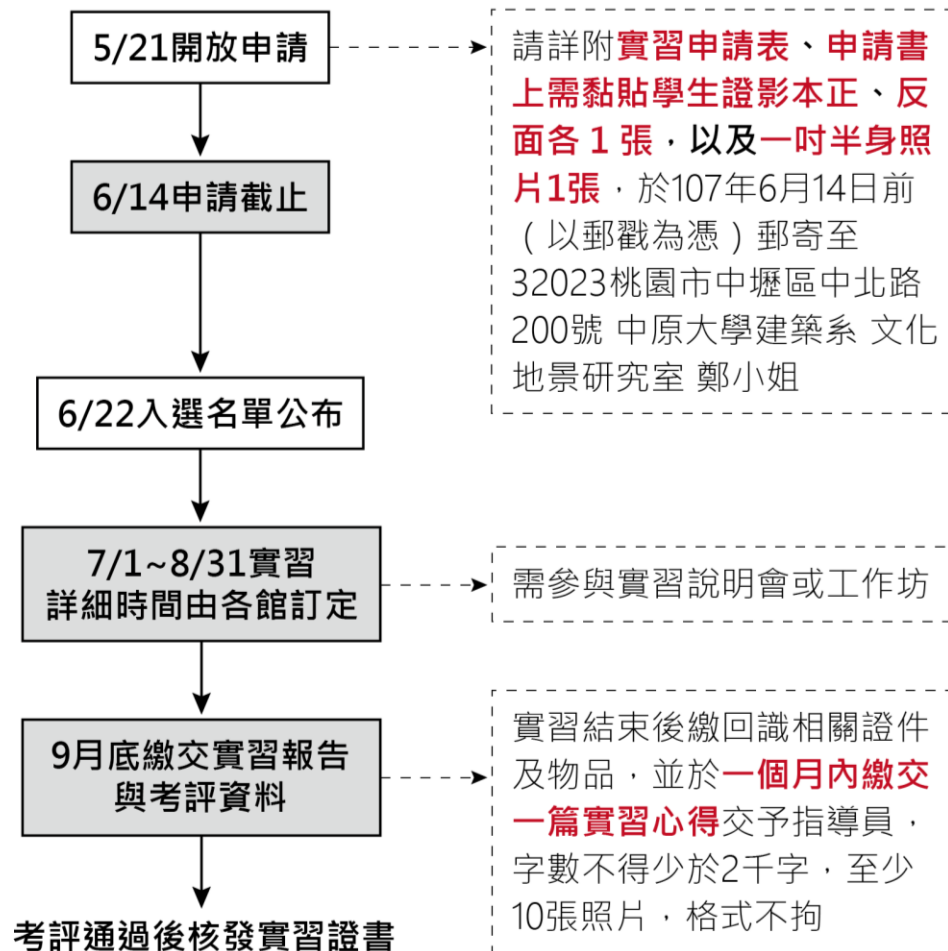 5/21開放申請
請詳附實習申請表、申請書
上需黏貼學生證影本正、反
面各1張，以及一吋半身照
片1張，於107年6月14日前
（以郵戳為憑）郵寄至
32023桃園市中壢區中北路
200號 中原大學建築系 文化
地景研究室 鄭小姐
6/14申請截止
6/22入選名單公布
7/1~8/31實習
詳細時間由各館訂定
需參與實習說明會或工作坊
9月底繳交實習報告
與考評資料
實習結束後繳回識相關證件
及物品，並於一個月內繳交
一篇實習心得交予指導員，
字數不得少於2千字，至少
10張照片，格式不拘
考評通過後核發實習證書